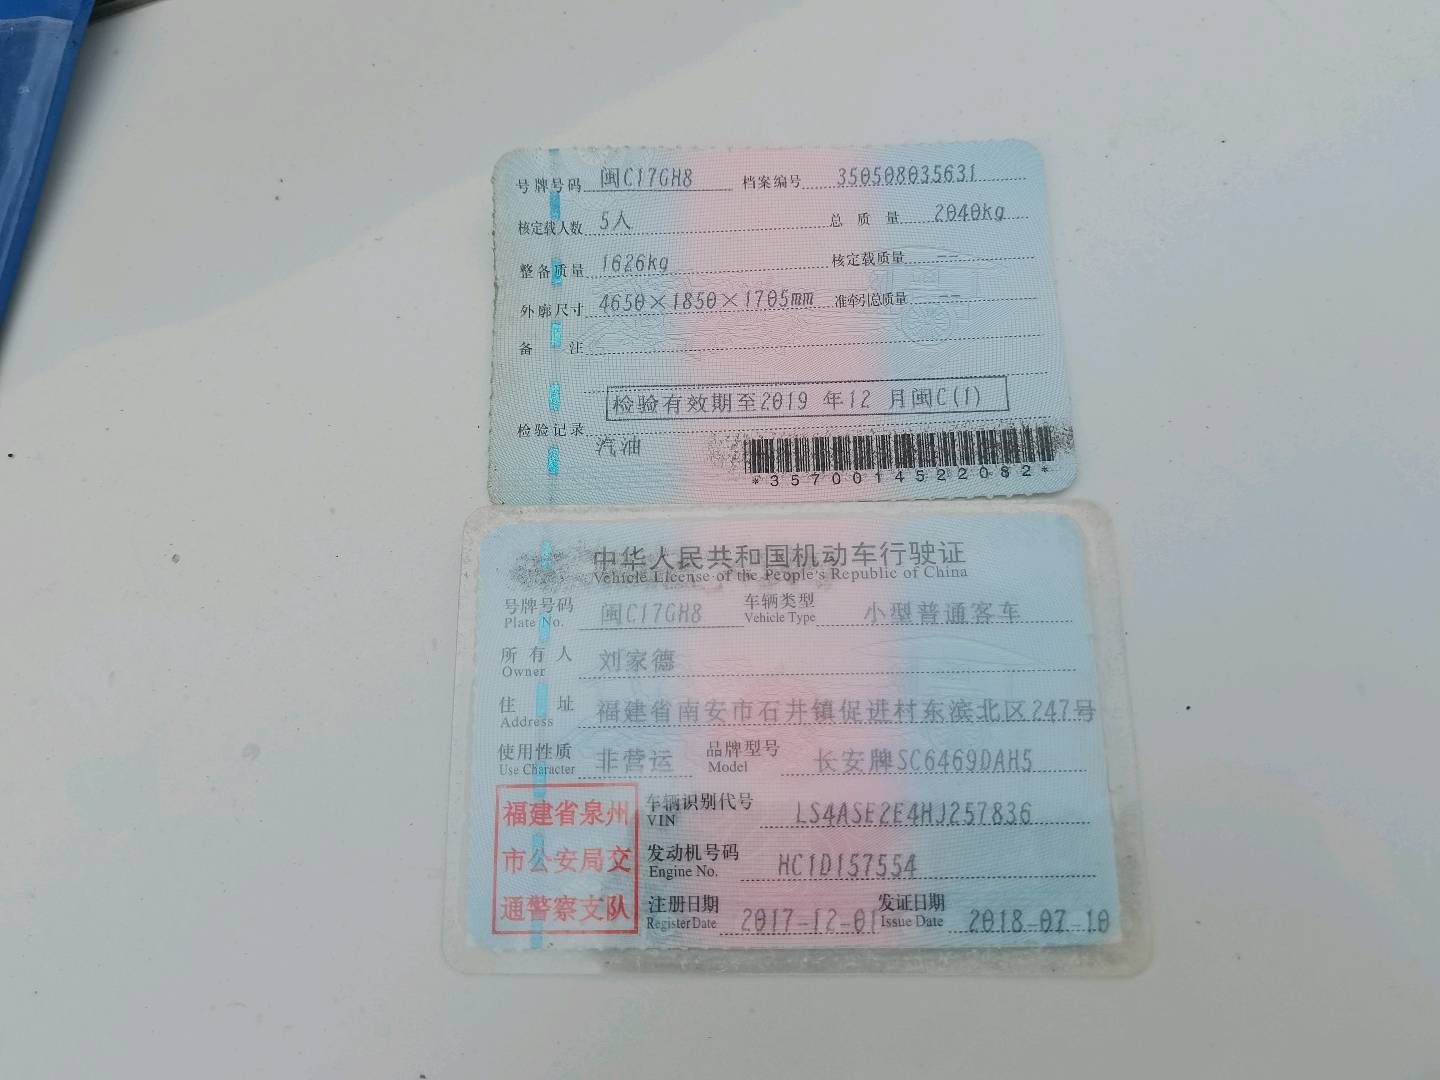 号牌号码 闽C17GH8 档案编号 350508035631
核定载人数 5人 总质量 2040kg
整备质量 1626kg 核定载质量 --
外廓尺寸 4650×1850×1705mm 准牵引总质量 --
备注
检验有效期至2019 年12 月闽C(1)
检验记录
汽油
*3570014522082*
中华人民共和国机动车行驶证
Vehicle License of the People's Republic of China
号牌号码 闽C17GH8 车辆类型 小型普通客车
Plate No. Vehicle Type
所有人 刘家德
Owner
住址 福建省南安市石井镇促进村东滨北区247号
Address
使用性质 非营运 品牌型号 长安牌SC6469DAH5
Use Character Model
福建省泉州
市公安局交
通警察支队
车辆识别代号 LS4ASE2E4HJ257836
VIN
发动机号码 HC1D157554
Engine No.
注册日期 2017-12-01 发证日期 2018-07-10
Register Date Issue Date